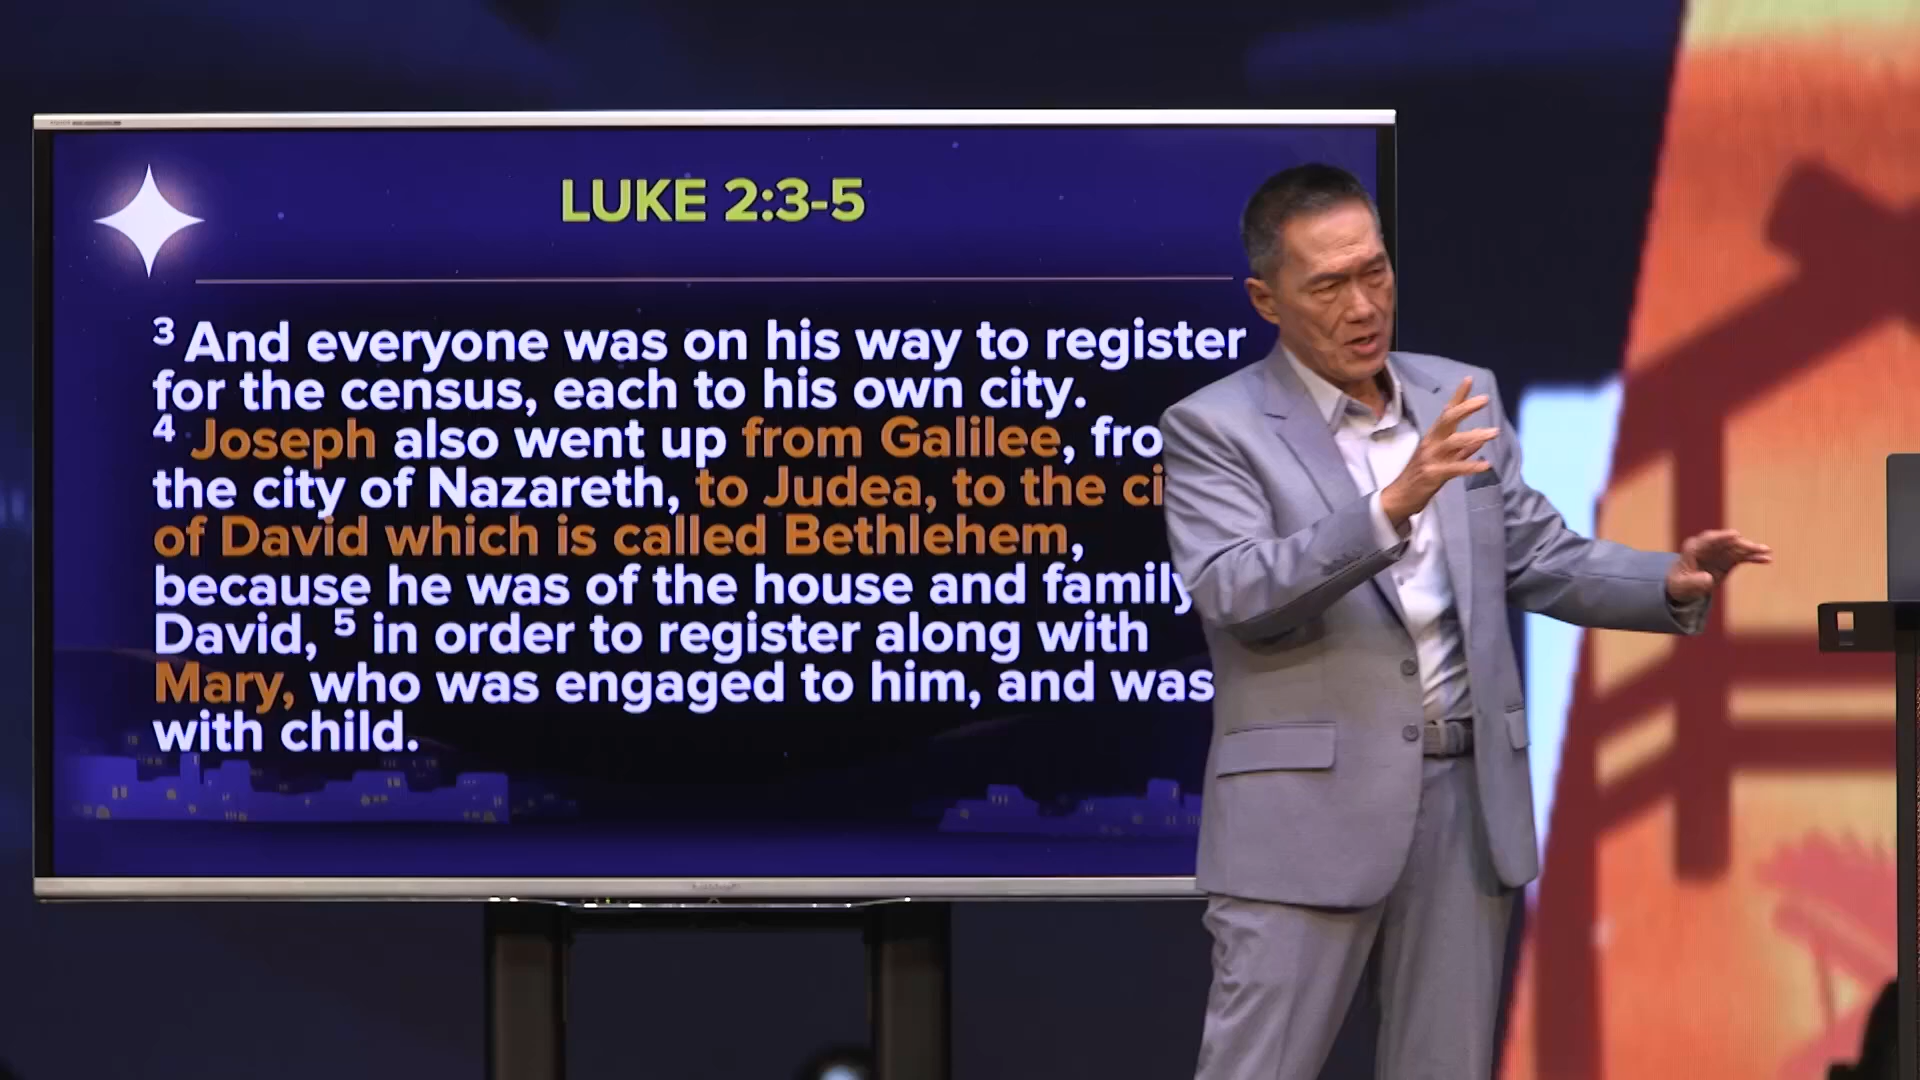 LUKE 2:3-5
3 And everyone was on his way to register
for the census, each to his own city.
4 Joseph also went up from Galilee, fro
the city of Nazareth, to Judea, to the ci
of David which is called Bethlehem,
because he was of the house and family
David, 5 in order to register along with
Mary, who was engaged to him, and was
with child.